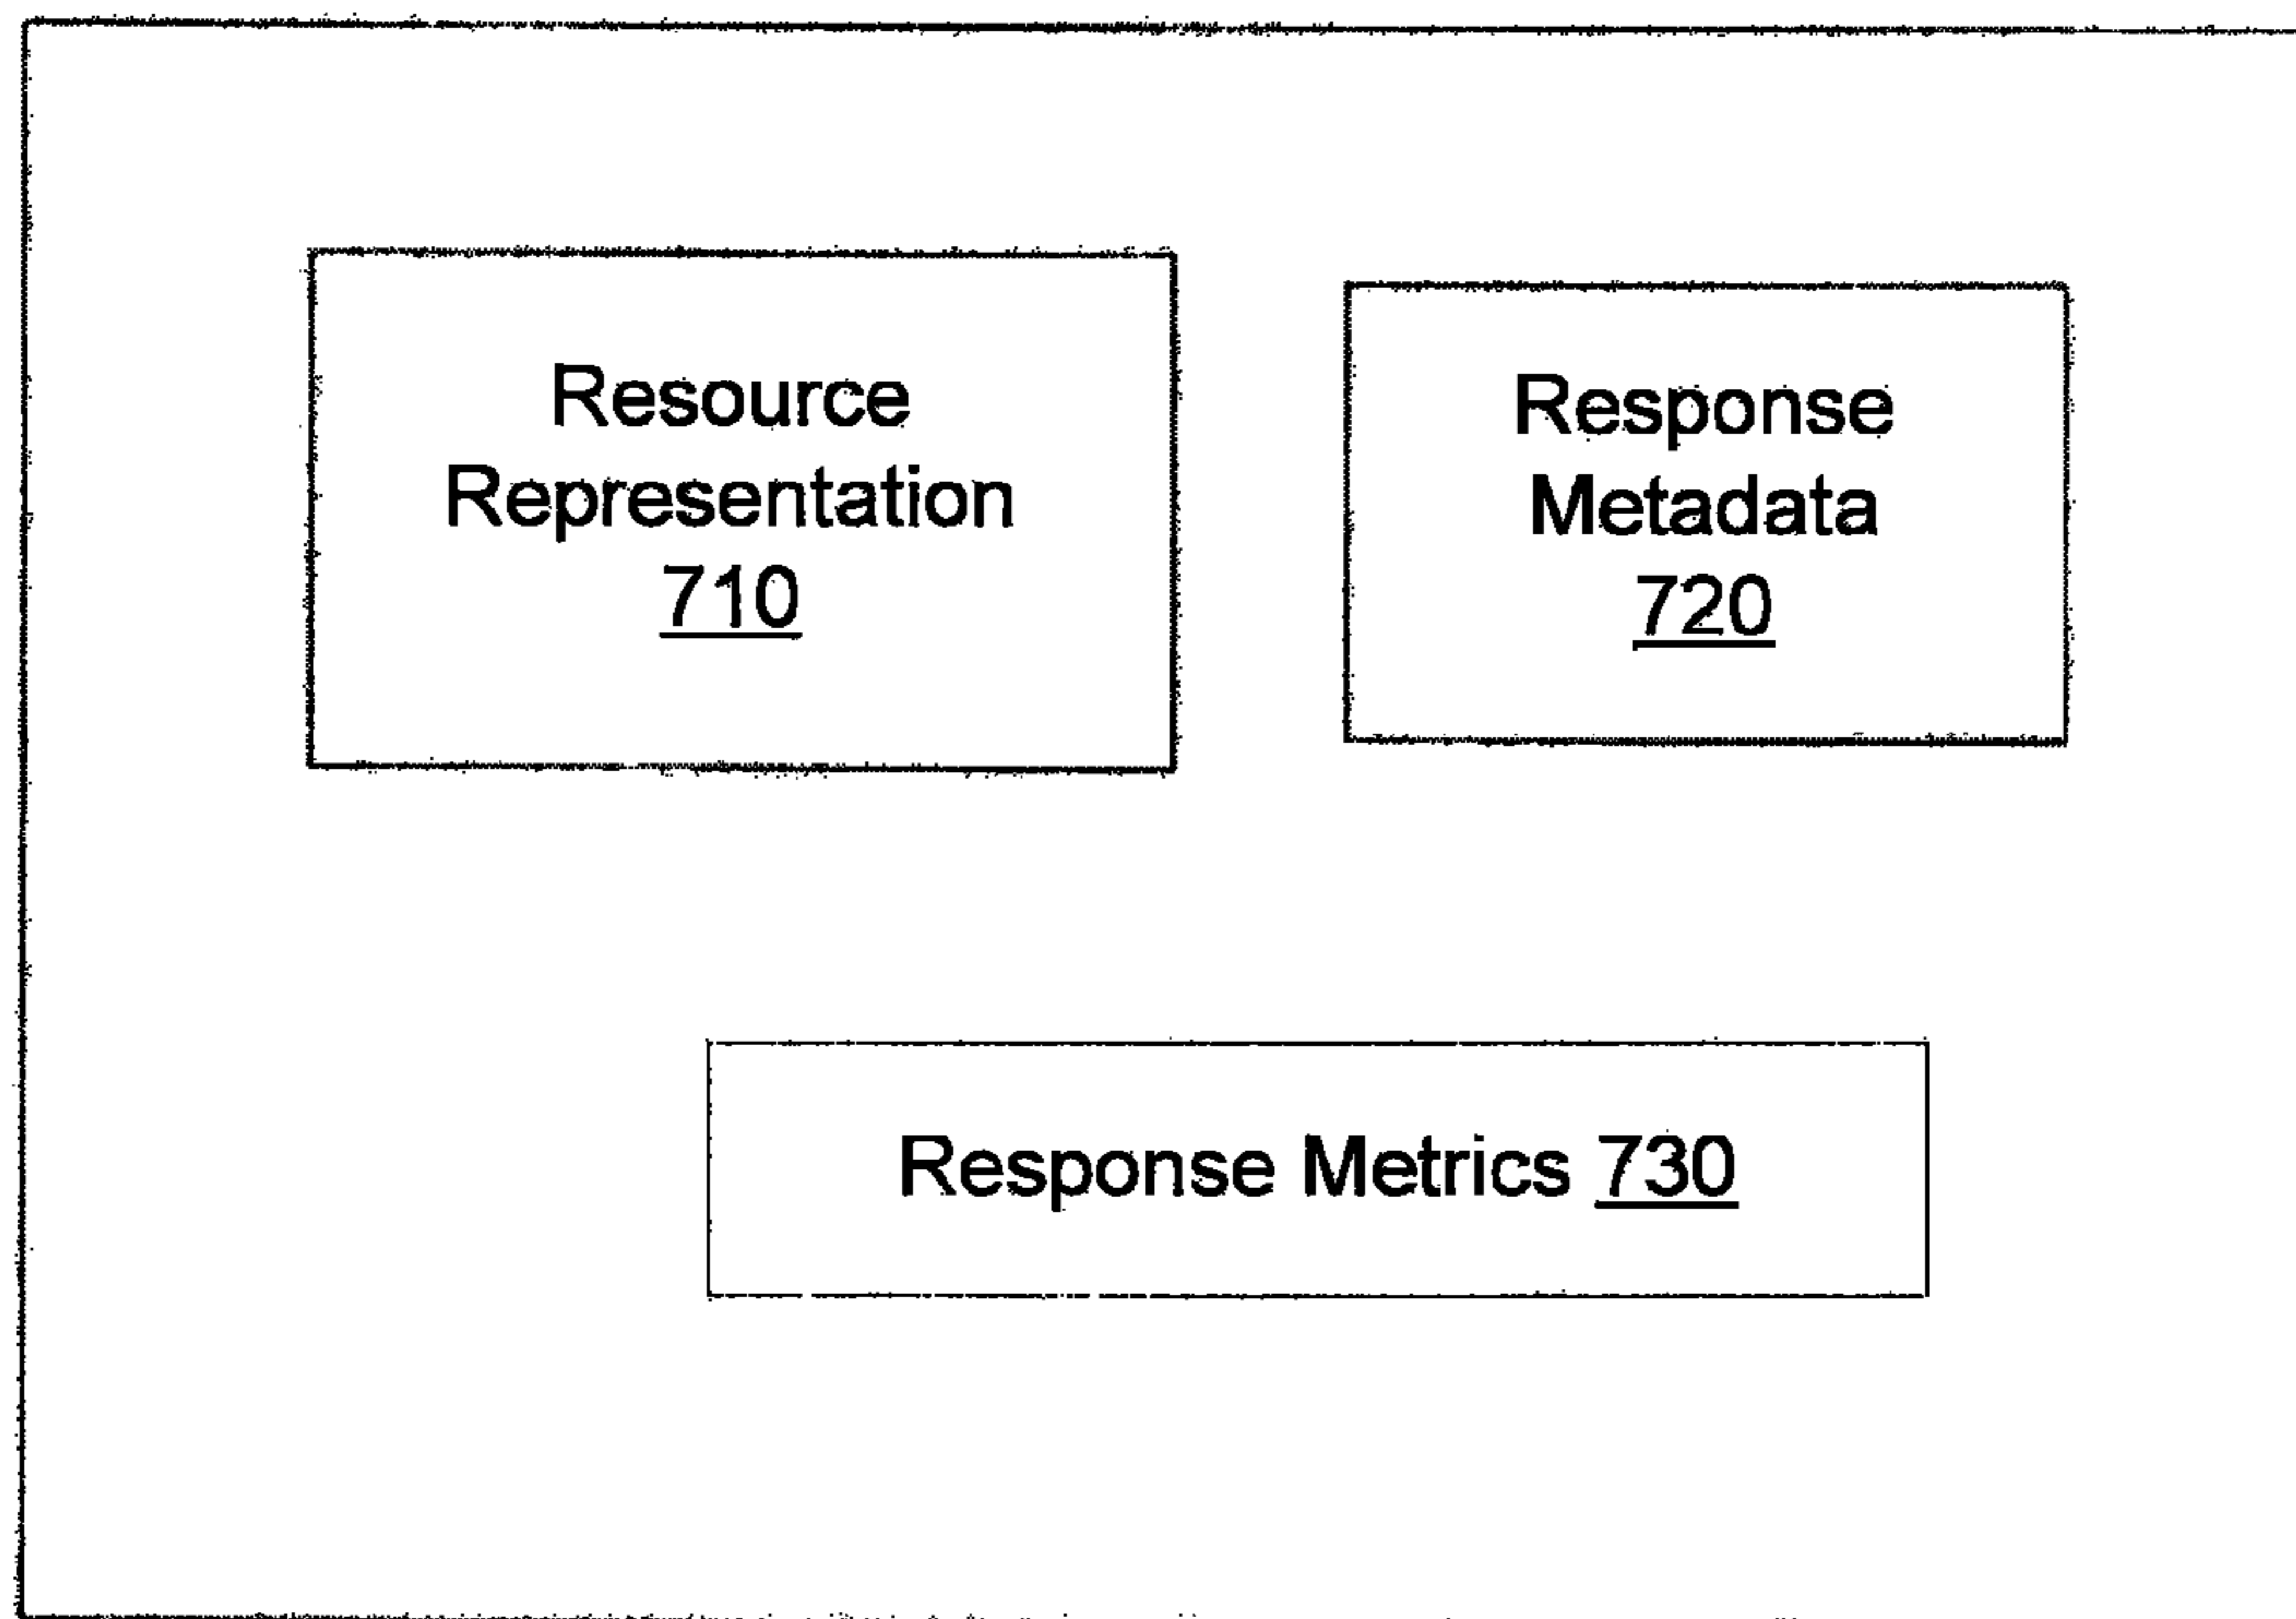 Resource
Representation
710
Response
Metadata
720
Response Metrics 730